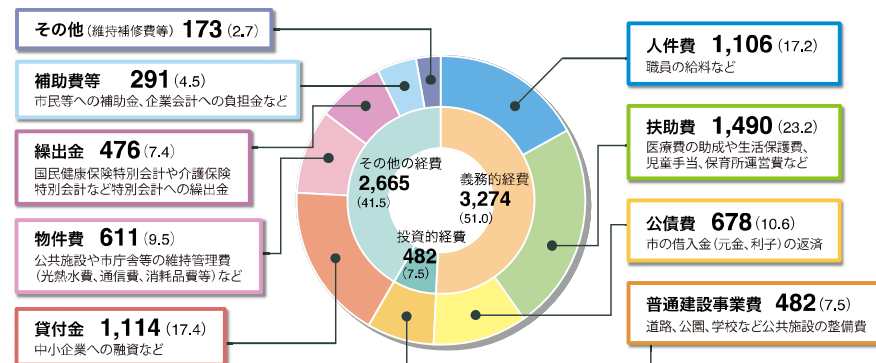 その他(維持補修費等) 173(2.7)
補助費等 291(4.5)
市民等への補助金、企業会計への負担金など
繰出金 476(7.4)
国民健康保険特別会計や介護保険
特別会計など特別会計への繰出金
物件費 611(9.5)
公共施設や市庁舎等の維持管理費
(光熱水費、通信費、消耗品費等)など
貸付金 1,114(17.4)
中小企業への融資など
その他の経費
2,665
(41.5)
義務的経費
3,274
(51.0)
投資的経費
482
(7.5)
人件費 1,106(17.2)
職員の給料など
扶助費 1,490(23.2)
医療費の助成や生活保護費、
児童手当、保育所運営費など
公債費 678(10.6)
市の借入金(元金、利子)の返済
普通建設事業費 482(7.5)
道路、公園、学校など公共施設の整備費